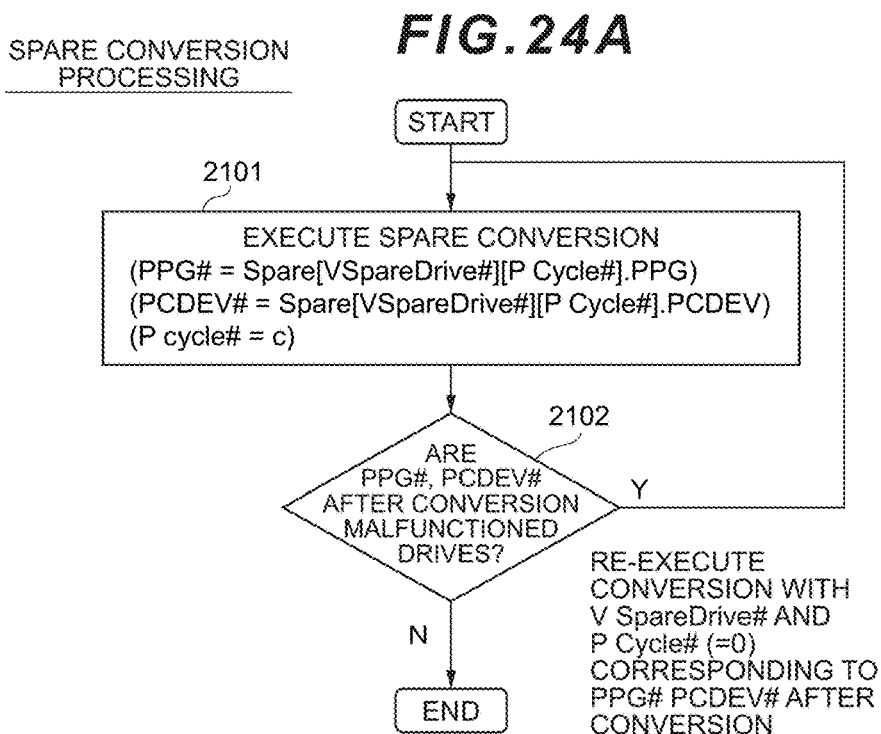 FIG.24A
SPARE CONVERSION
PROCESSING
START
2101
EXECUTE SPARE CONVERSION
(PPG# = Spare[VSpareDrive#][P Cycle#].PPG)
(PCDEV# = Spare[VSpareDrive#][P Cycle#].PCDEV)
(P cycle# = c)
2102
ARE
PPG#, PCDEV#
AFTER CONVERSION
MALFUNCTIONED
DRIVES?
Y
N
RE-EXECUTE
CONVERSION WITH
V SpareDrive# AND
P Cycle# (=0)
CORRESPONDING TO
PPG# PCDEV# AFTER
CONVERSION
END